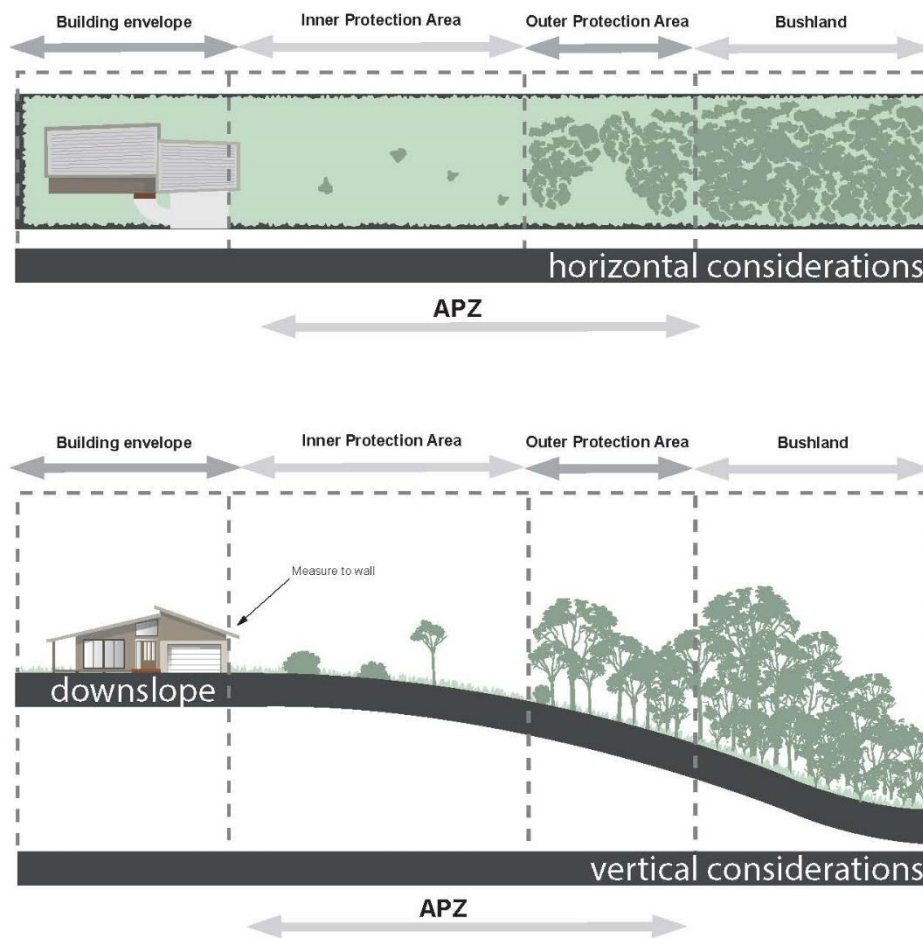 Building envelope
Inner Protection Area
Outer Protection Area
Bushland
horizontal considerations
APZ
Building envelope
Inner Protection Area
Outer Protection Area
Bushland
Measure to wall
downslope
vertical considerations
APZ